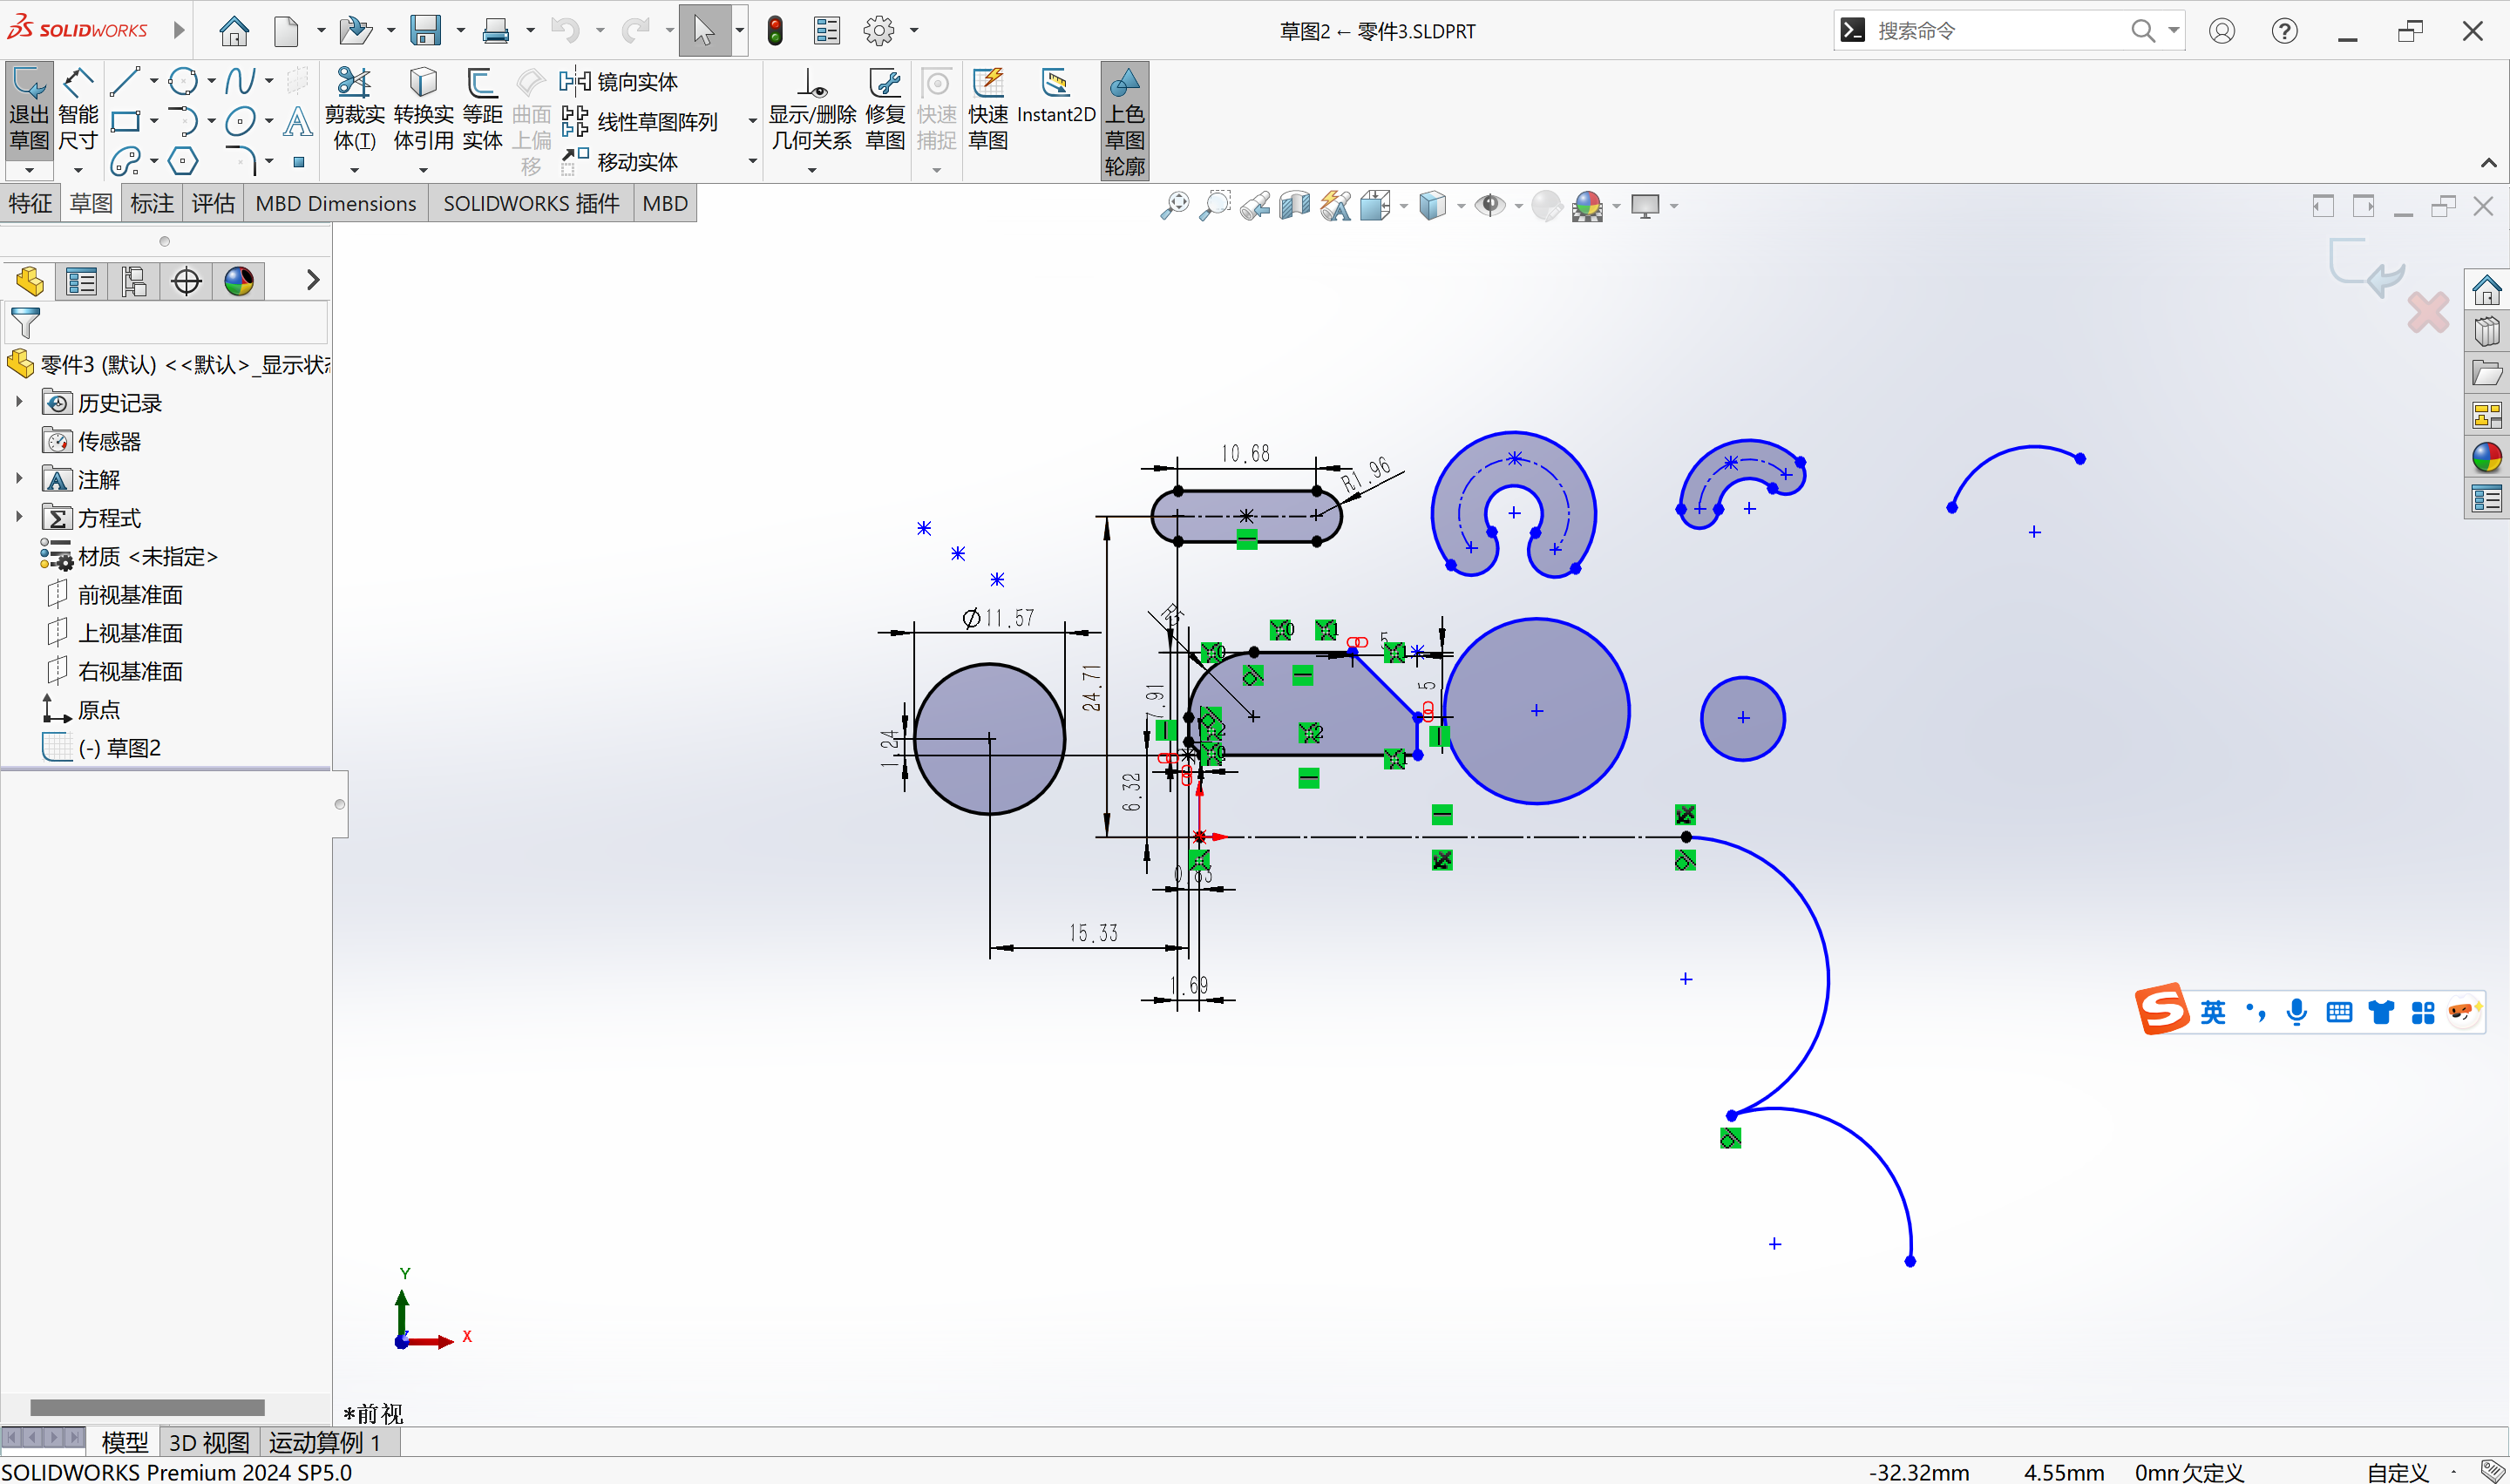 SOLIDWORKS
草图2 ← 零件3.SLDPRT
搜索命令
退出草图
智能尺寸
剪裁实体(T)
转换实体引用
等距实体
曲面上偏移
镜向实体
线性草图阵列
移动实体
显示/删除几何关系
修复草图
快速捕捉
快速草图
Instant2D
上色草图轮廓
特征
草图
标注
评估
MBD Dimensions
SOLIDWORKS 插件
MBD
零件3 (默认) <<默认>_显示状
历史记录
传感器
注解
方程式
材质 <未指定>
前视基准面
上视基准面
右视基准面
原点
(-) 草图2
10.68
R1.96
Ø11.57
24.71
R5
5
5
7.91
1.24
6.32
15.33
1.69
英
Y
X
*前视
模型
3D 视图
运动算例 1
SOLIDWORKS Premium 2024 SP5.0
-32.32mm
4.55mm
0mm
欠定义
自定义